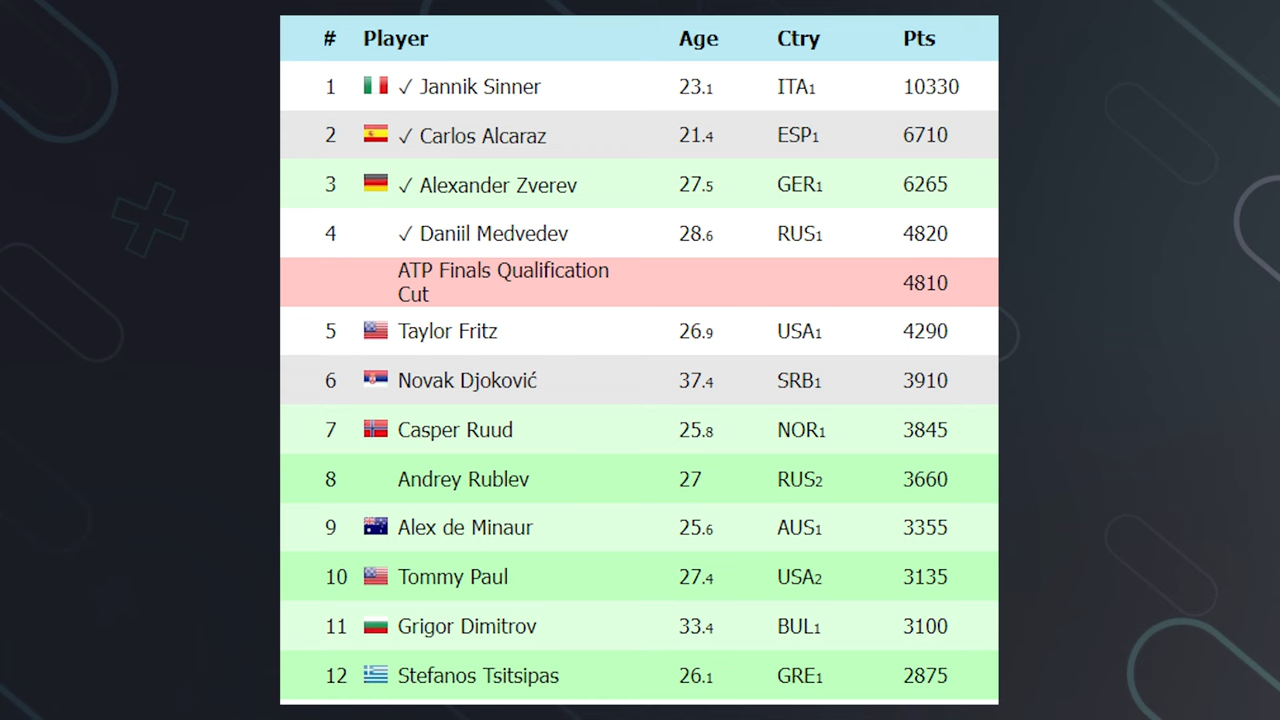 # Player Age Ctry Pts
1 ✓ Jannik Sinner 23.1 ITA1 10330
2 ✓ Carlos Alcaraz 21.4 ESP1 6710
3 ✓ Alexander Zverev 27.5 GER1 6265
4 ✓ Daniil Medvedev 28.6 RUS1 4820
ATP Finals Qualification
Cut 4810
5 Taylor Fritz 26.9 USA1 4290
6 Novak Djoković 37.4 SRB1 3910
7 Casper Ruud 25.8 NOR1 3845
8 Andrey Rublev 27 RUS2 3660
9 Alex de Minaur 25.6 AUS1 3355
10 Tommy Paul 27.4 USA2 3135
11 Grigor Dimitrov 33.4 BUL1 3100
12 Stefanos Tsitsipas 26.1 GRE1 2875